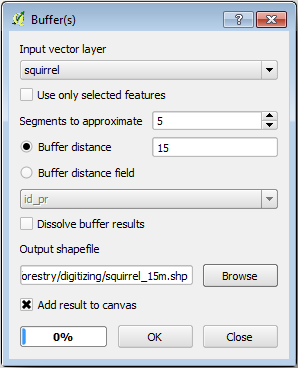 Buffer(s)
?
Input vector layer
squirrel
Use only selected features
Segments to approximate 5
Buffer distance 15
Buffer distance field
id_pr
Dissolve buffer results
Output shapefile
orestry/digitizing/squirrel_15m.shp Browse
Add result to canvas
0% OK Close